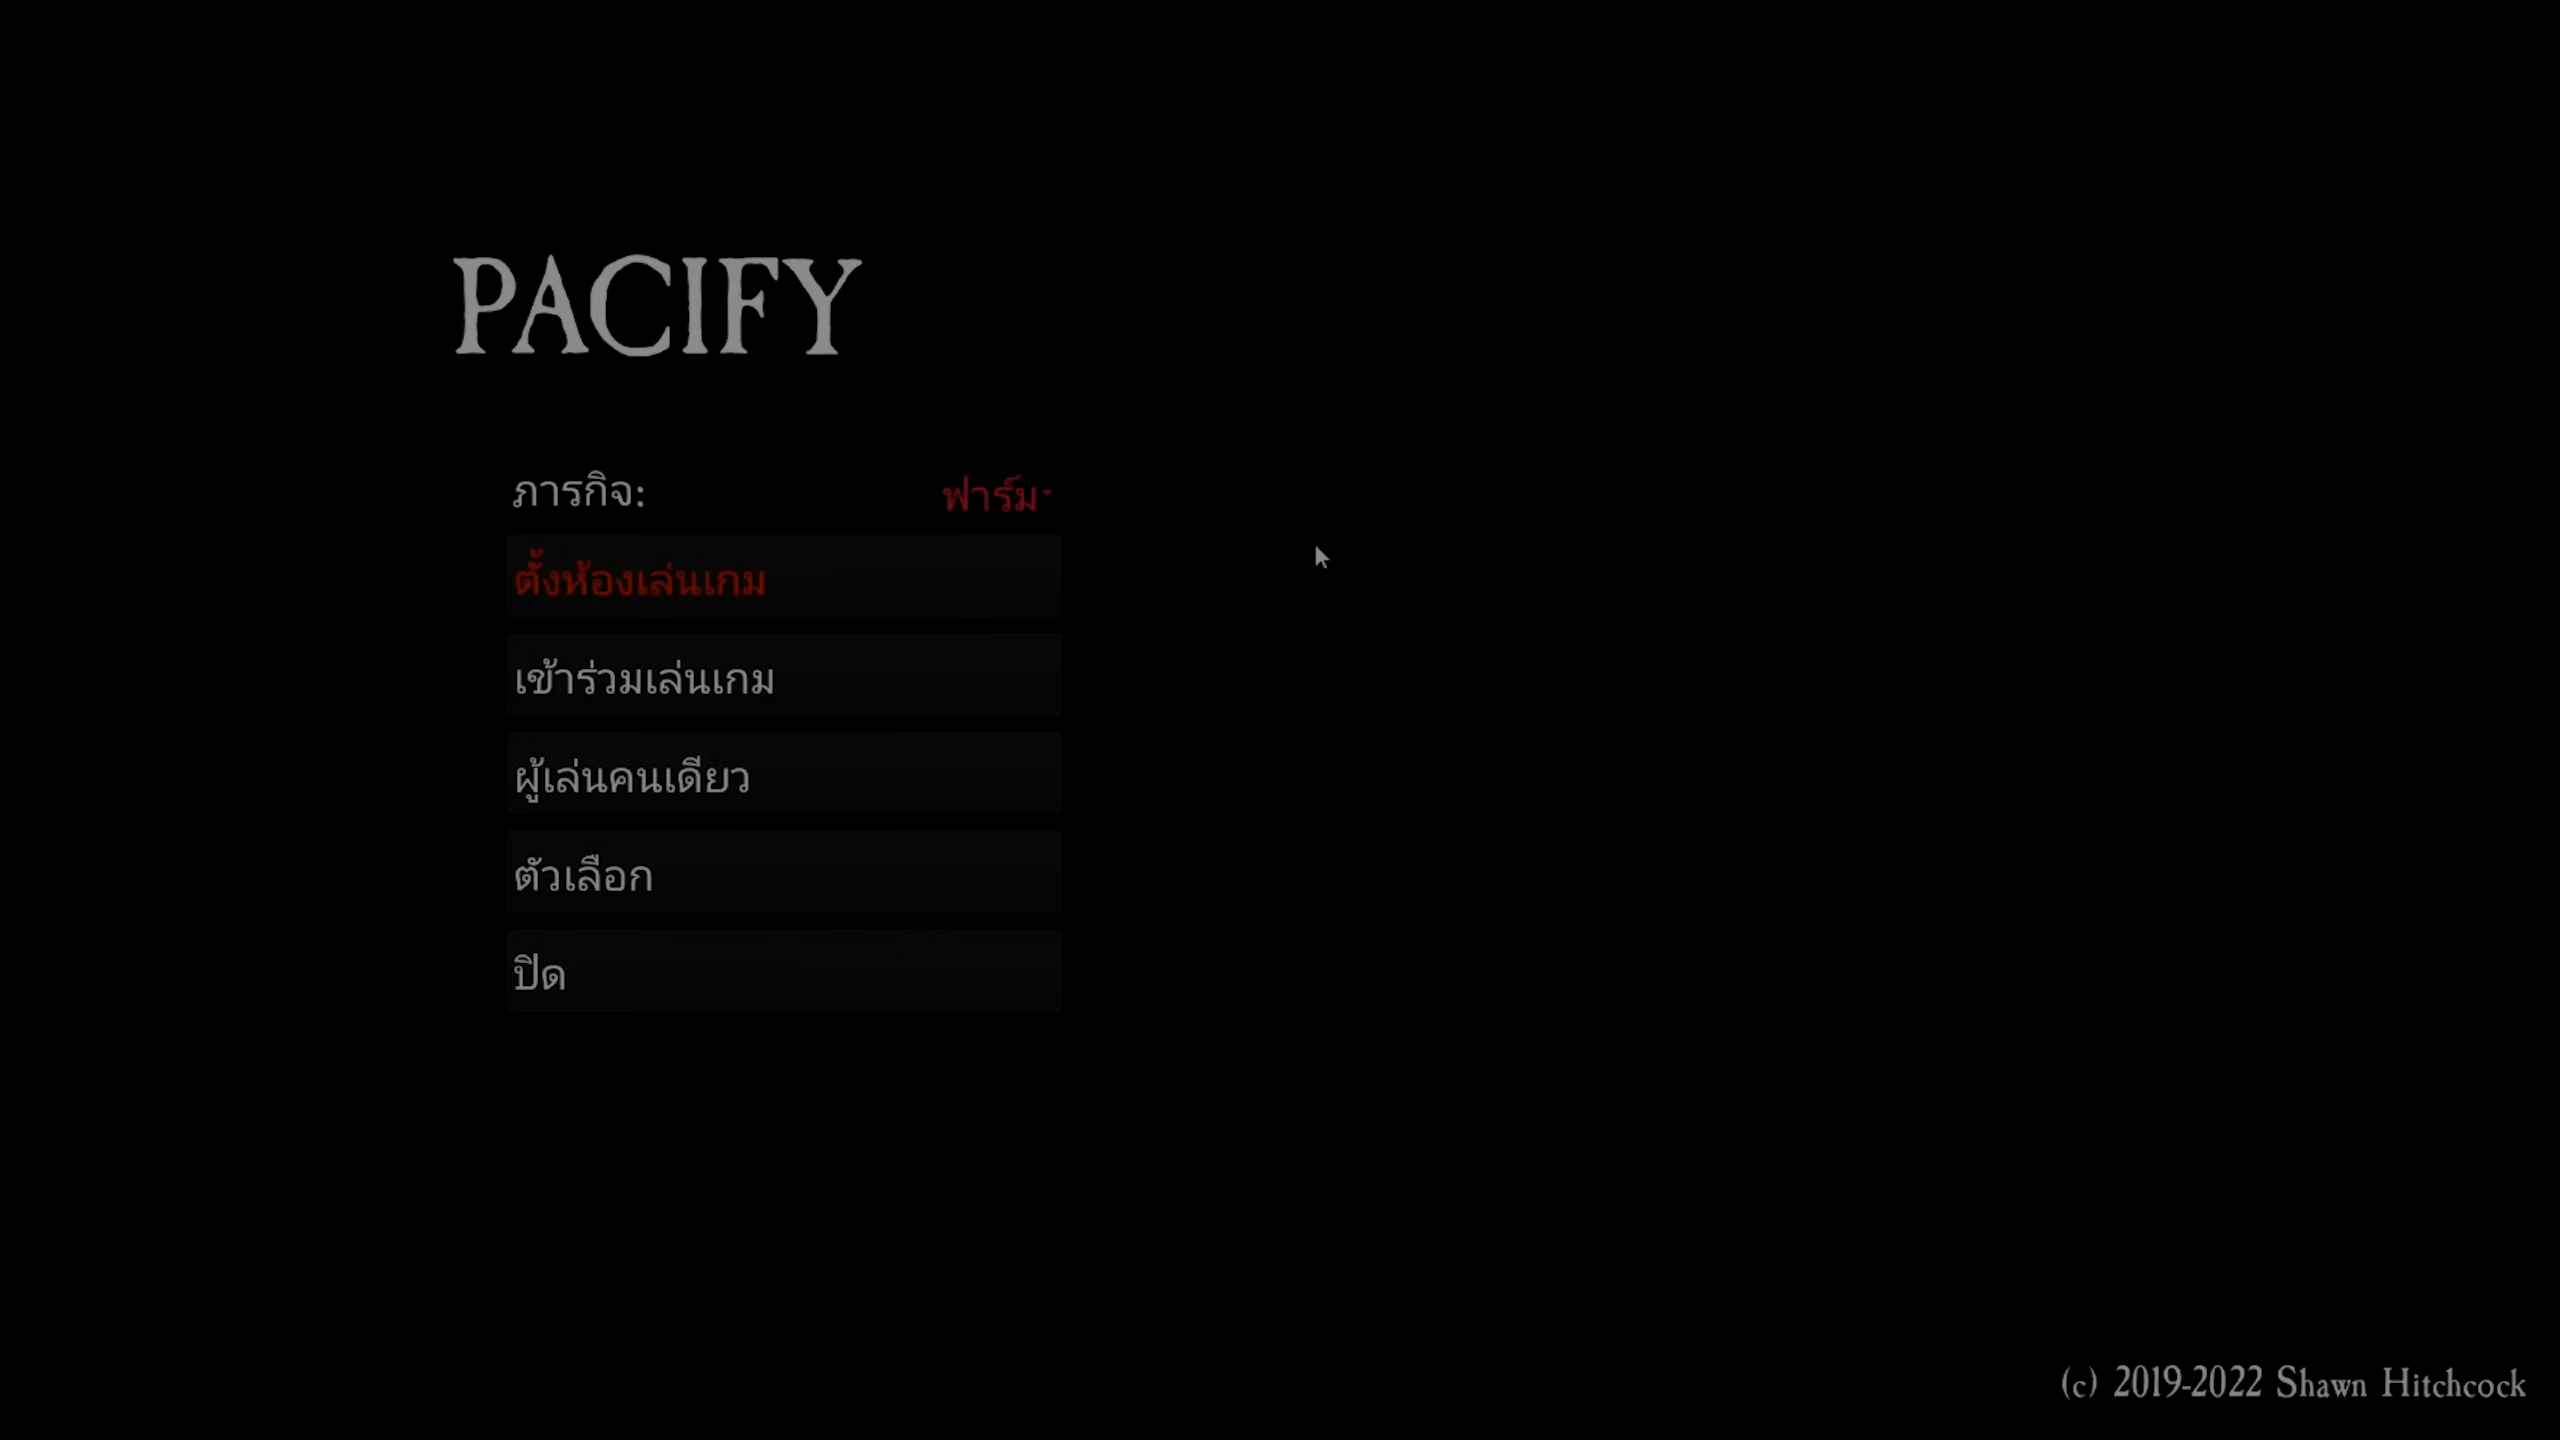 PACIFY
ภารกิจ: ฟาร์ม
ตั้งห้องเล่นเกม
เข้าร่วมเล่นเกม
ผู้เล่นคนเดียว
ตัวเลือก
ปิด
(c) 2019-2022 Shawn Hitchcock